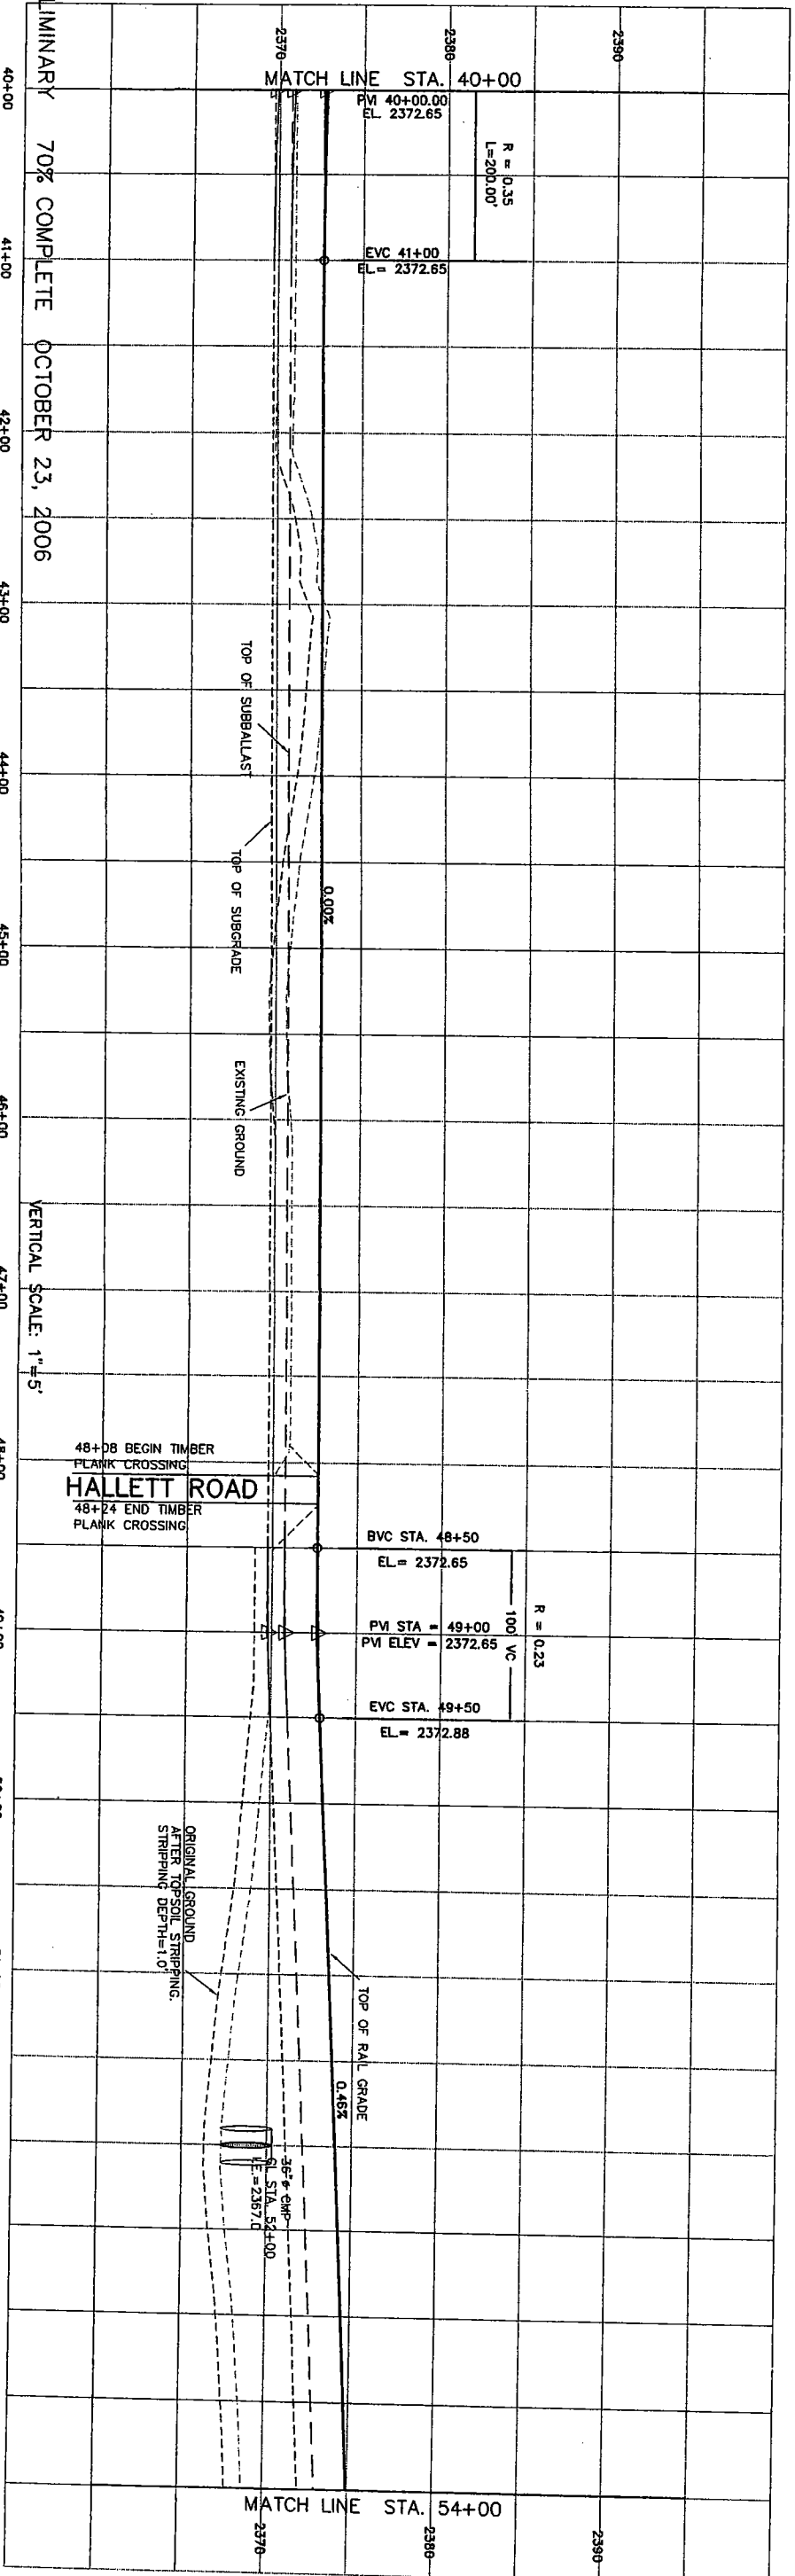 2370
2380
2390
MATCH LINE STA. 40+00
PVI 40+00.00
EL. 2372.65
R = 0.35
L=200.00'
EVC 41+00
EL.= 2372.65
TOP OF SUBBALLAST
TOP OF SUBGRADE
0.00%
EXISTING GROUND
48+08 BEGIN TIMBER
PLANK CROSSING
HALLETT ROAD
48+24 END TIMBER
PLANK CROSSING
BVC STA. 48+50
EL.= 2372.65
PVI STA = 49+00
PVI ELEV = 2372.65
R = 0.23
100' VC
EVC STA. 49+50
EL.= 2372.88
ORIGINAL GROUND
AFTER TOPSOIL STRIPPING.
STRIPPING DEPTH=1.0'
TOP OF RAIL GRADE
0.46%
36"ø CMP
STA. 52+00
I.E.=2367.0
MATCH LINE STA. 54+00
2370
2380
2390
LIMINARY 70% COMPLETE OCTOBER 23, 2006
VERTICAL SCALE: 1"=5'
40+00
41+00
42+00
43+00
44+00
45+00
46+00
47+00